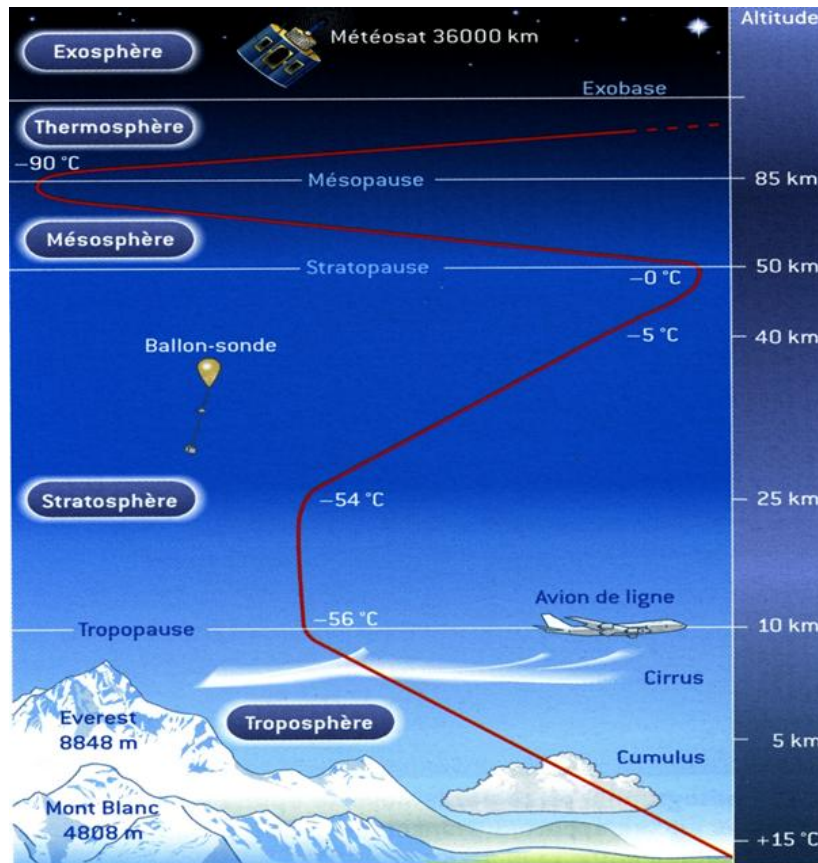 Altitude
Exosphère
Météosat 36000 km
Exobase
Thermosphère
−90 °C
Mésopause
85 km
Mésosphère
Stratopause
50 km
−0 °C
−5 °C
40 km
Ballon-sonde
Stratosphère
−54 °C
25 km
Avion de ligne
−56 °C
Tropopause
10 km
Cirrus
Everest
8848 m
Troposphère
5 km
Cumulus
Mont Blanc
4808 m
+15 °C